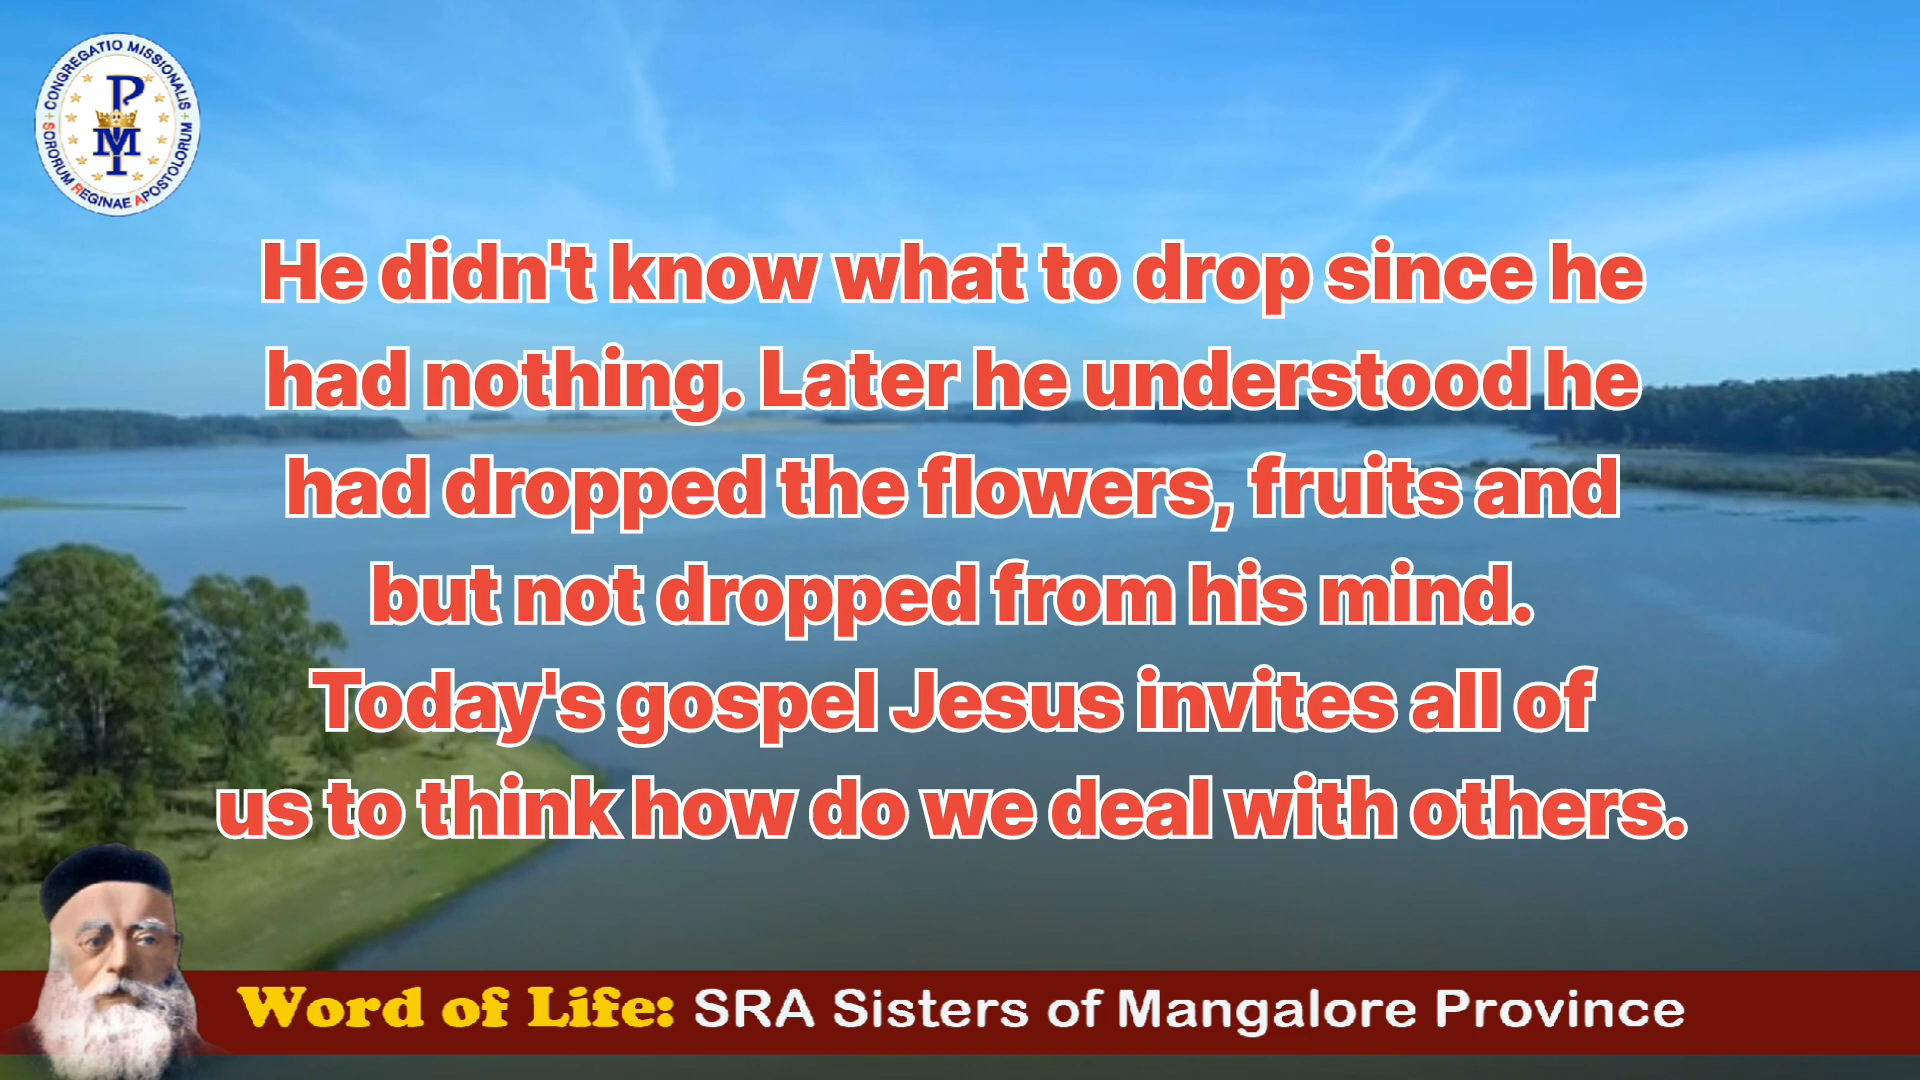 CONGREGATIO MISSIONALIS
SORORUM REGINAE APOSTOLORUM
He didn't know what to drop since he
had nothing. Later he understood he
had dropped the flowers, fruits and
but not dropped from his mind.
Today's gospel Jesus invites all of
us to think how do we deal with others.
Word of Life: SRA Sisters of Mangalore Province